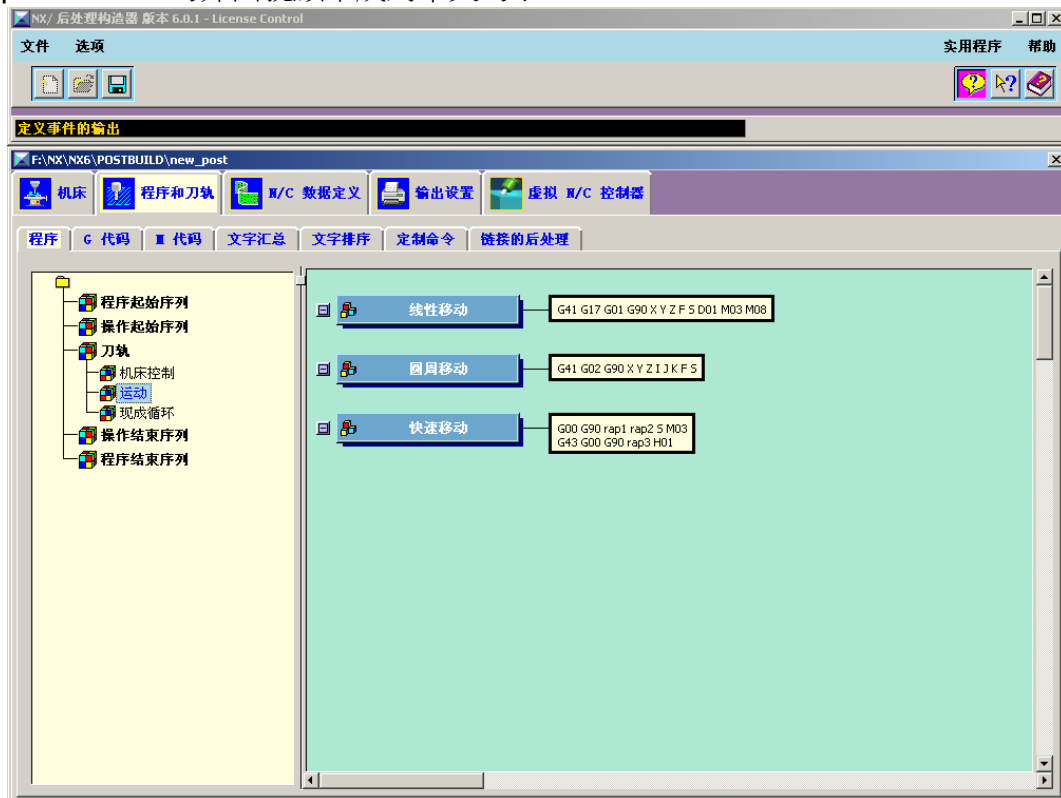 NX/ 后处理构造器 版本 6.0.1 - License Control
文件 选项 实用程序 帮助
定义事件的输出
F:\NX\NX6\POSTBUILD\new_post
机床 程序和刀轨 N/C 数据定义 输出设置 虚拟 N/C 控制器
程序 G 代码 M 代码 文字汇总 文字排序 定制命令 链接的后处理
程序起始序列
操作起始序列
刀轨
机床控制
运动
现成循环
操作结束序列
程序结束序列
线性移动 G41 G17 G01 G90 X Y Z F S D01 M03 M08
圆周移动 G41 G02 G90 X Y Z I J K F S
快速移动 G00 G90 rap1 rap2 S M03
G43 G00 G90 rap3 H01